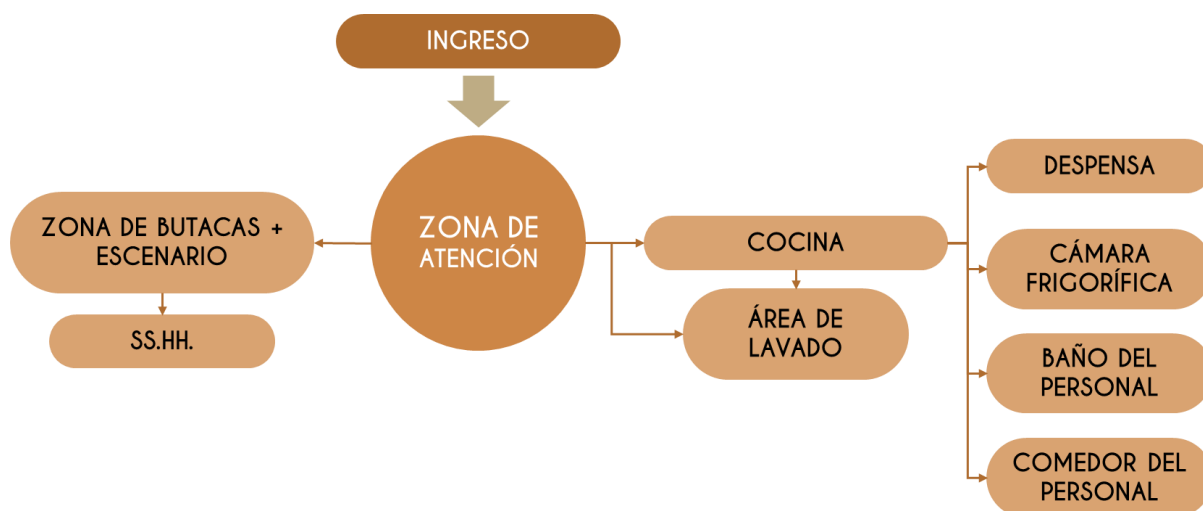 INGRESO
ZONA DE
ATENCIÓN
ZONA DE BUTACAS +
ESCENARIO
SS.HH.
COCINA
ÁREA DE
LAVADO
DESPENSA
CÁMARA
FRIGORÍFICA
BAÑO DEL
PERSONAL
COMEDOR DEL
PERSONAL